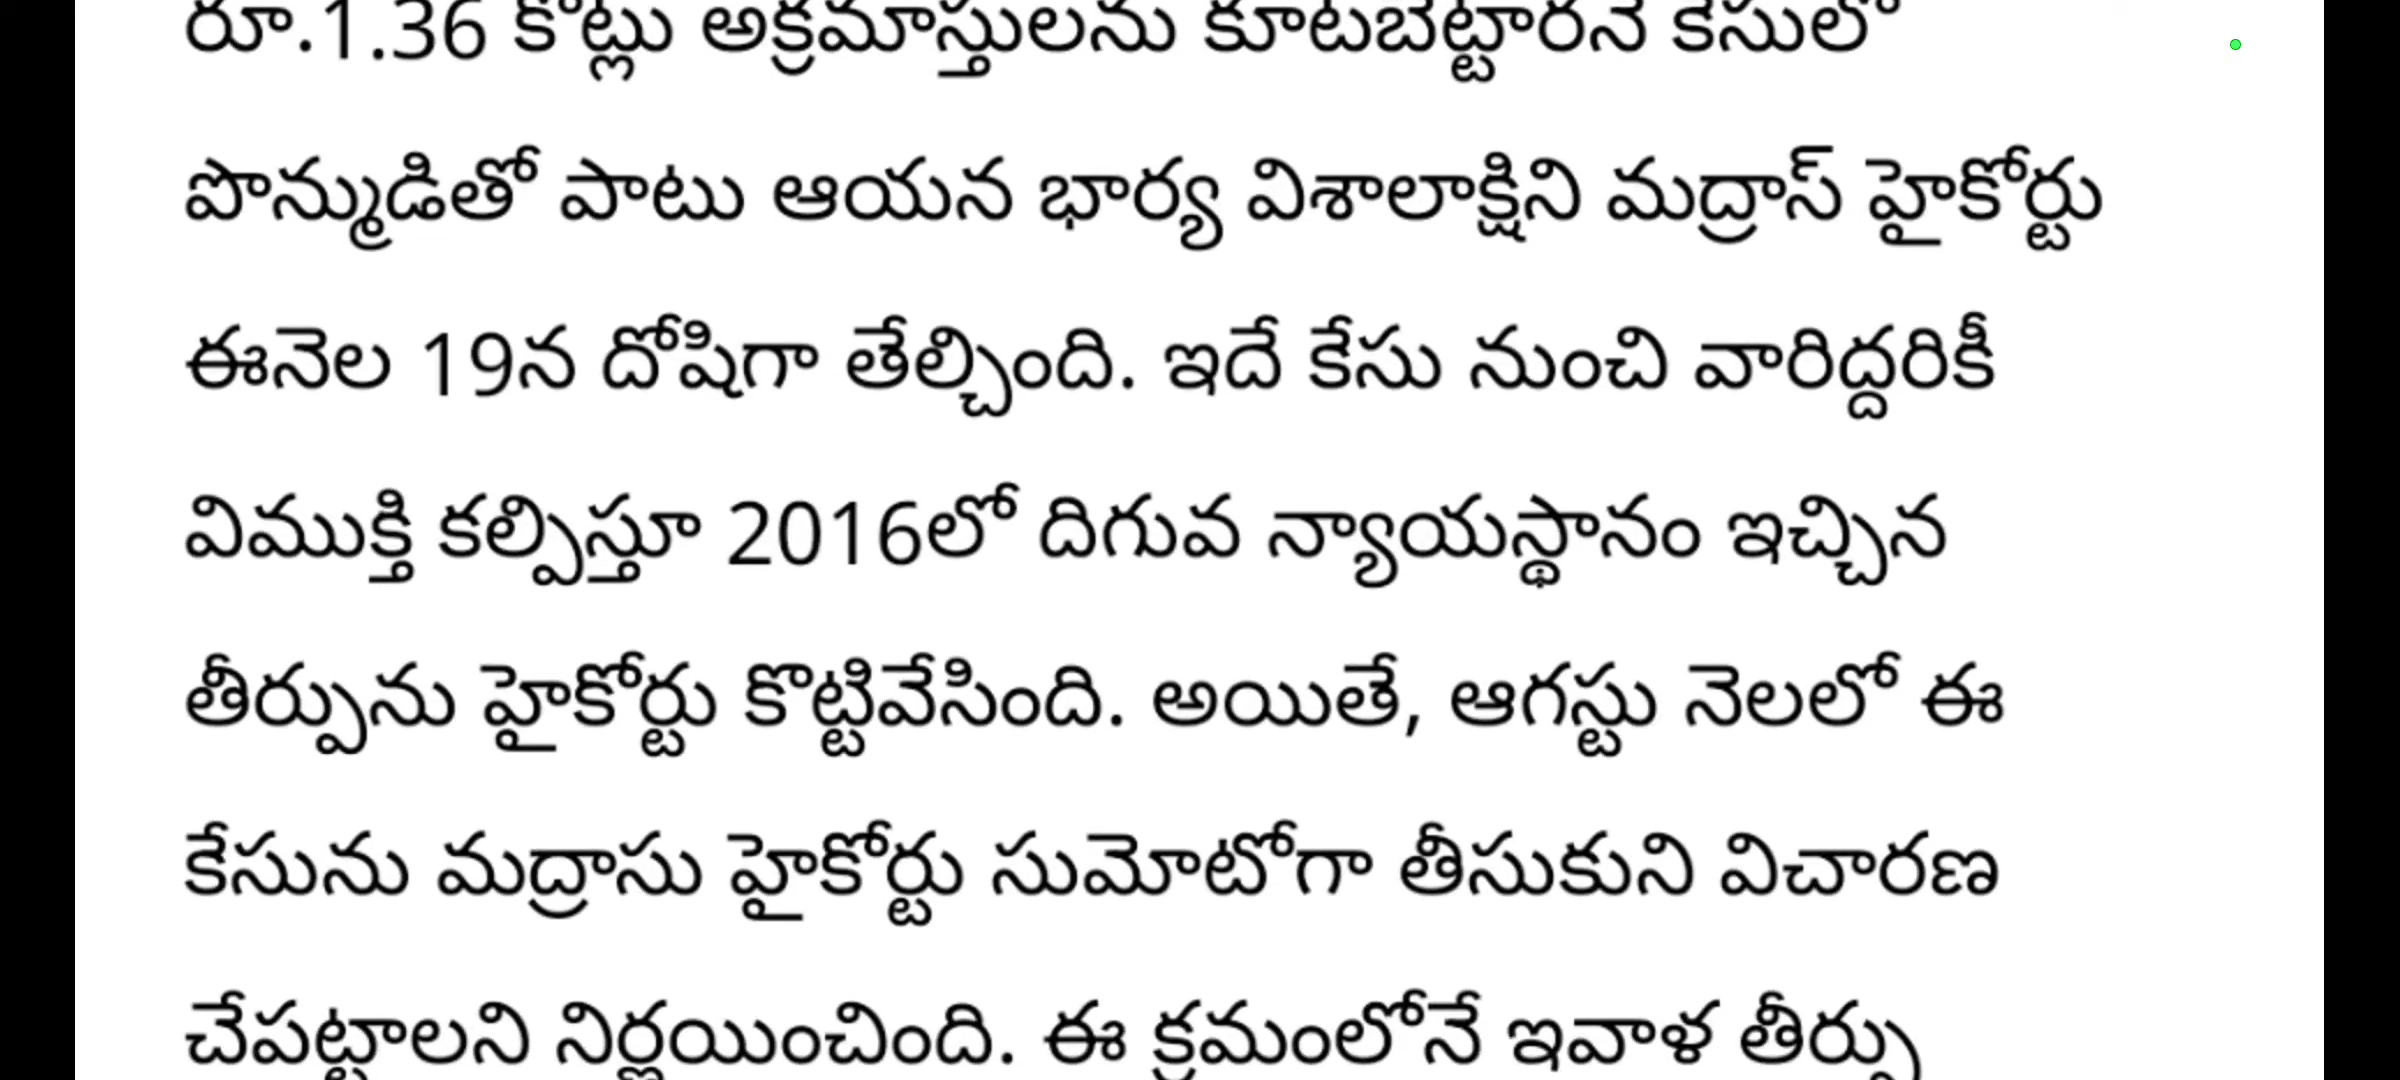 రూ.1.36 కోట్లు అక్రమాస్తులను కూటబెట్టారనే కేసులో
పొన్ముడితో పాటు ఆయన భార్య విశాలాక్షిని మద్రాస్ హైకోర్టు
ఈనెల 19న దోషిగా తేల్చింది. ఇదే కేసు నుంచి వారిద్దరికీ
విముక్తి కల్పిస్తూ 2016లో దిగువ న్యాయస్థానం ఇచ్చిన
తీర్పును హైకోర్టు కొట్టివేసింది. అయితే, ఆగస్టు నెలలో ఈ
కేసును మద్రాసు హైకోర్టు సుమోటోగా తీసుకుని విచారణ
చేపట్టాలని నిర్ణయించింది. ఈ క్రమంలోనే ఇవాళ తీర్పు